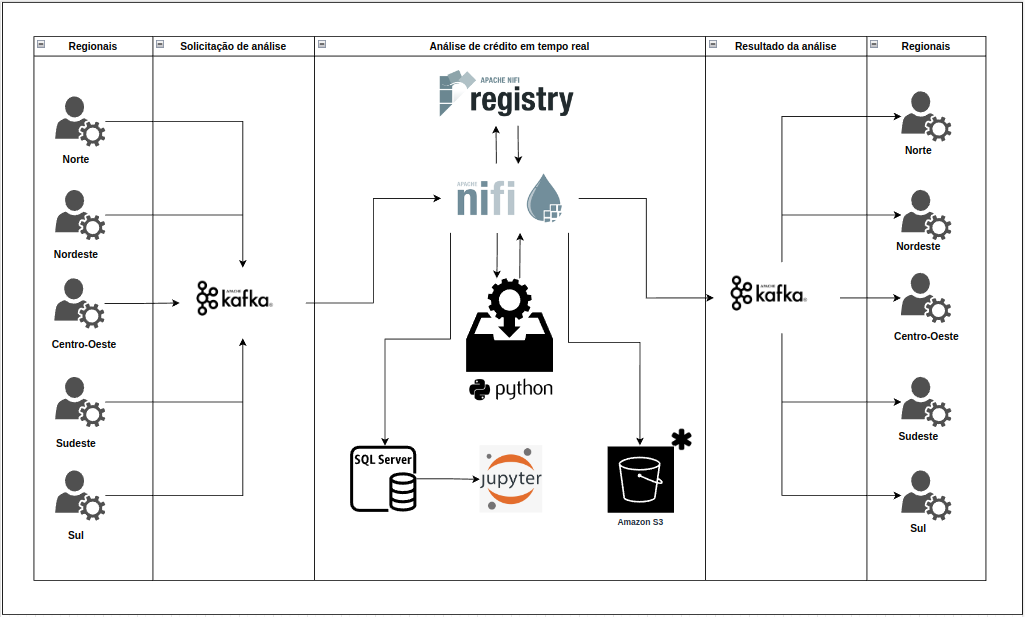 Regionais
Solicitação de análise
Análise de crédito em tempo real
Resultado da análise
Regionais
Norte
Nordeste
Centro-Oeste
Sudeste
Sul
APACHE
kafka
APACHE NIFI
registry
APACHE
nifi
python
SQL Server
jupyter
Amazon S3
APACHE
kafka
Norte
Nordeste
Centro-Oeste
Sudeste
Sul